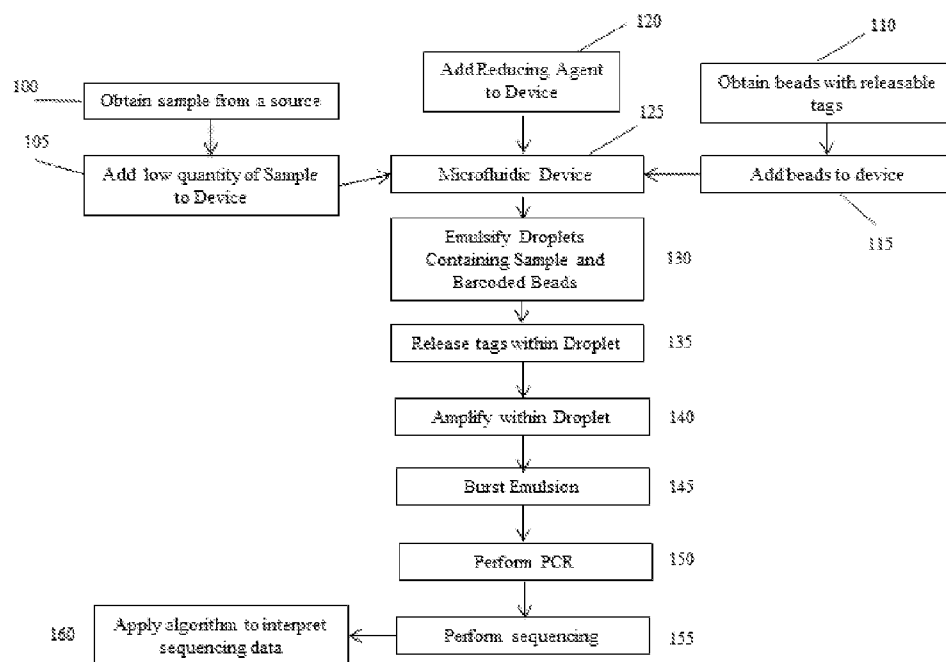 120
Add Reducing Agent
to Device
110
Obtain beads with releasable
tags
100
Obtain sample from a source
105
Add low quantity of Sample
to Device
125
Microfluidic Device
Add beads to device
115
Emulsify Droplets
Containing Sample and
Barcoded Beads
130
Release tags within Droplet
135
Amplify within Droplet
140
Burst Emulsion
145
Perform PCR
150
160
Apply algorithm to interpret
sequencing data
Perform sequencing
155